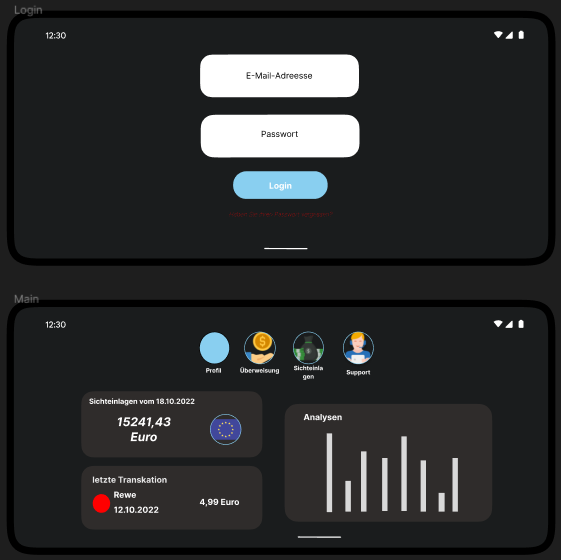 Login
12:30
E-Mail-Adreesse
Passwort
Login
Main
12:30
Profil
Überweisung
Sichteinla
gen
Support
Sichteinlagen vom 18.10.2022
15241,43
Euro
Analysen
letzte Transkation
Rewe
12.10.2022
4,99 Euro